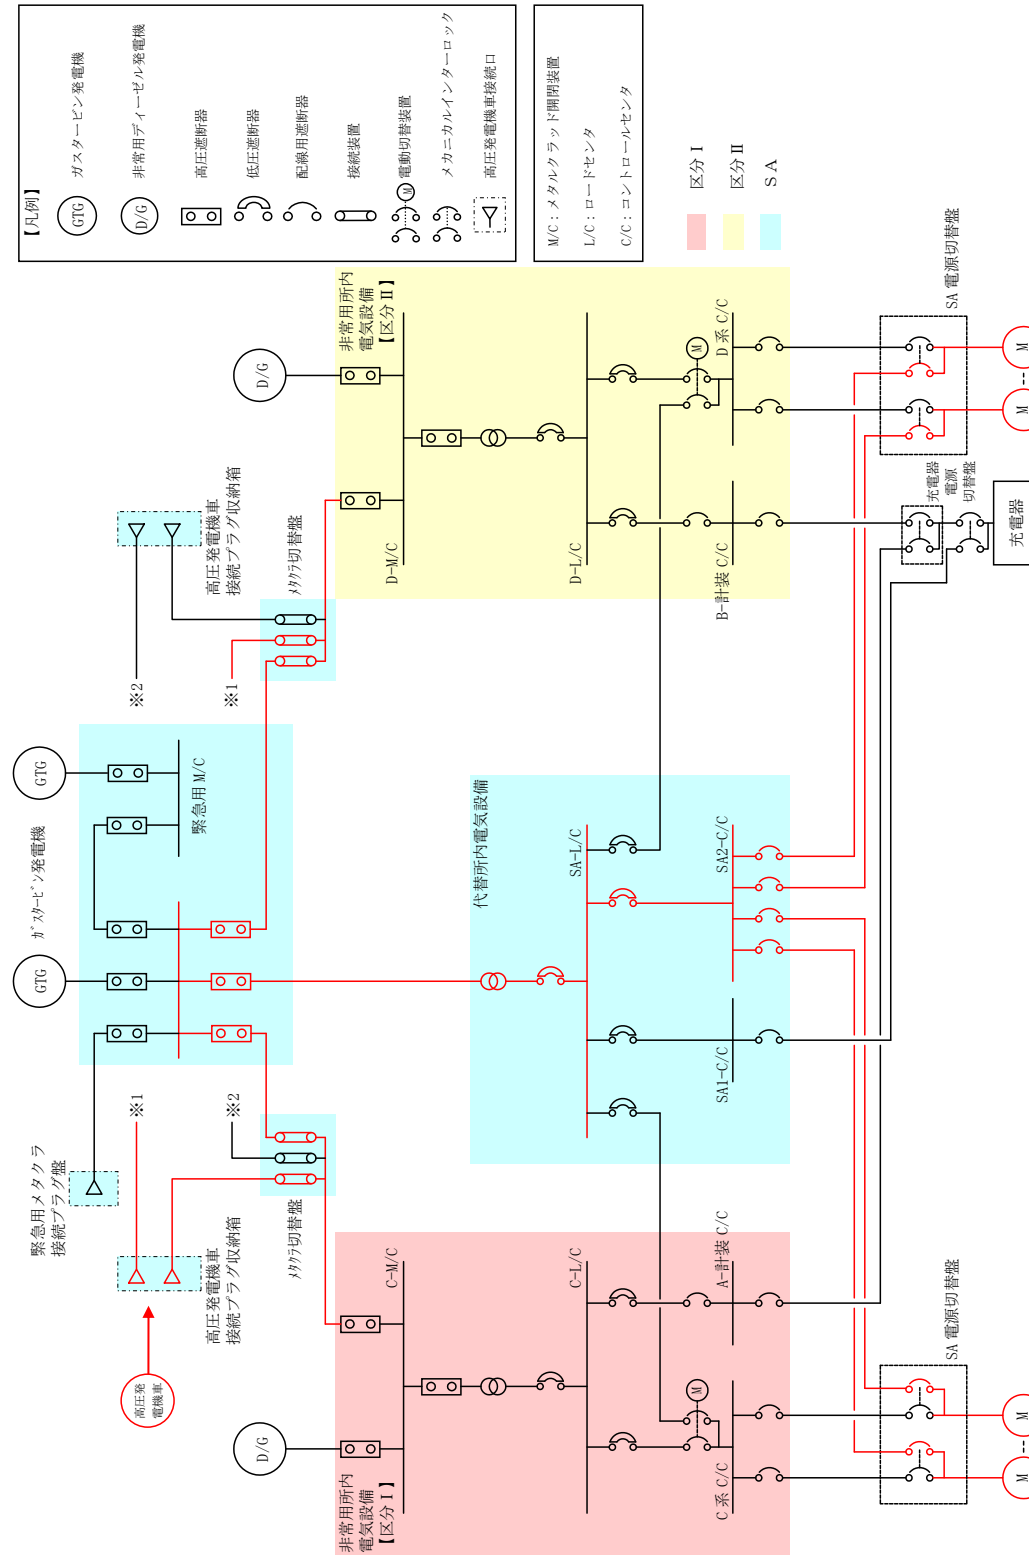 【凡例】
GTG
ガスタービン発電機
D/G
非常用ディーゼル発電機
高圧遮断器
低圧遮断器
配線用遮断器
接続装置
M
電動切替装置
メカニカルインターロック
高圧発電機車接続口
M/C：メタルクラッド開閉装置
L/C：ロードセンタ
C/C：コントロールセンタ
区分Ⅰ
区分Ⅱ
ＳＡ
ガスタービン発電機
GTG
GTG
緊急用 M/C
緊急用メタクラ
接続プラグ盤
高圧発
電機車
高圧発電機車
接続プラグ収納箱
※1
※2
メタクラ切替盤
高圧発電機車
接続プラグ収納箱
※2
※1
メタクラ切替盤
D/G
非常用所内
電気設備
【区分Ⅰ】
C-M/C
C-L/C
M
C 系 C/C
A-計装 C/C
代替所内電気設備
SA-L/C
SA1-C/C
SA2-C/C
D/G
非常用所内
電気設備
【区分Ⅱ】
D-M/C
D-L/C
M
B-計装 C/C
D 系 C/C
SA 電源切替盤
M
M
充電器
電源
切替盤
充電器
SA 電源切替盤
M
M